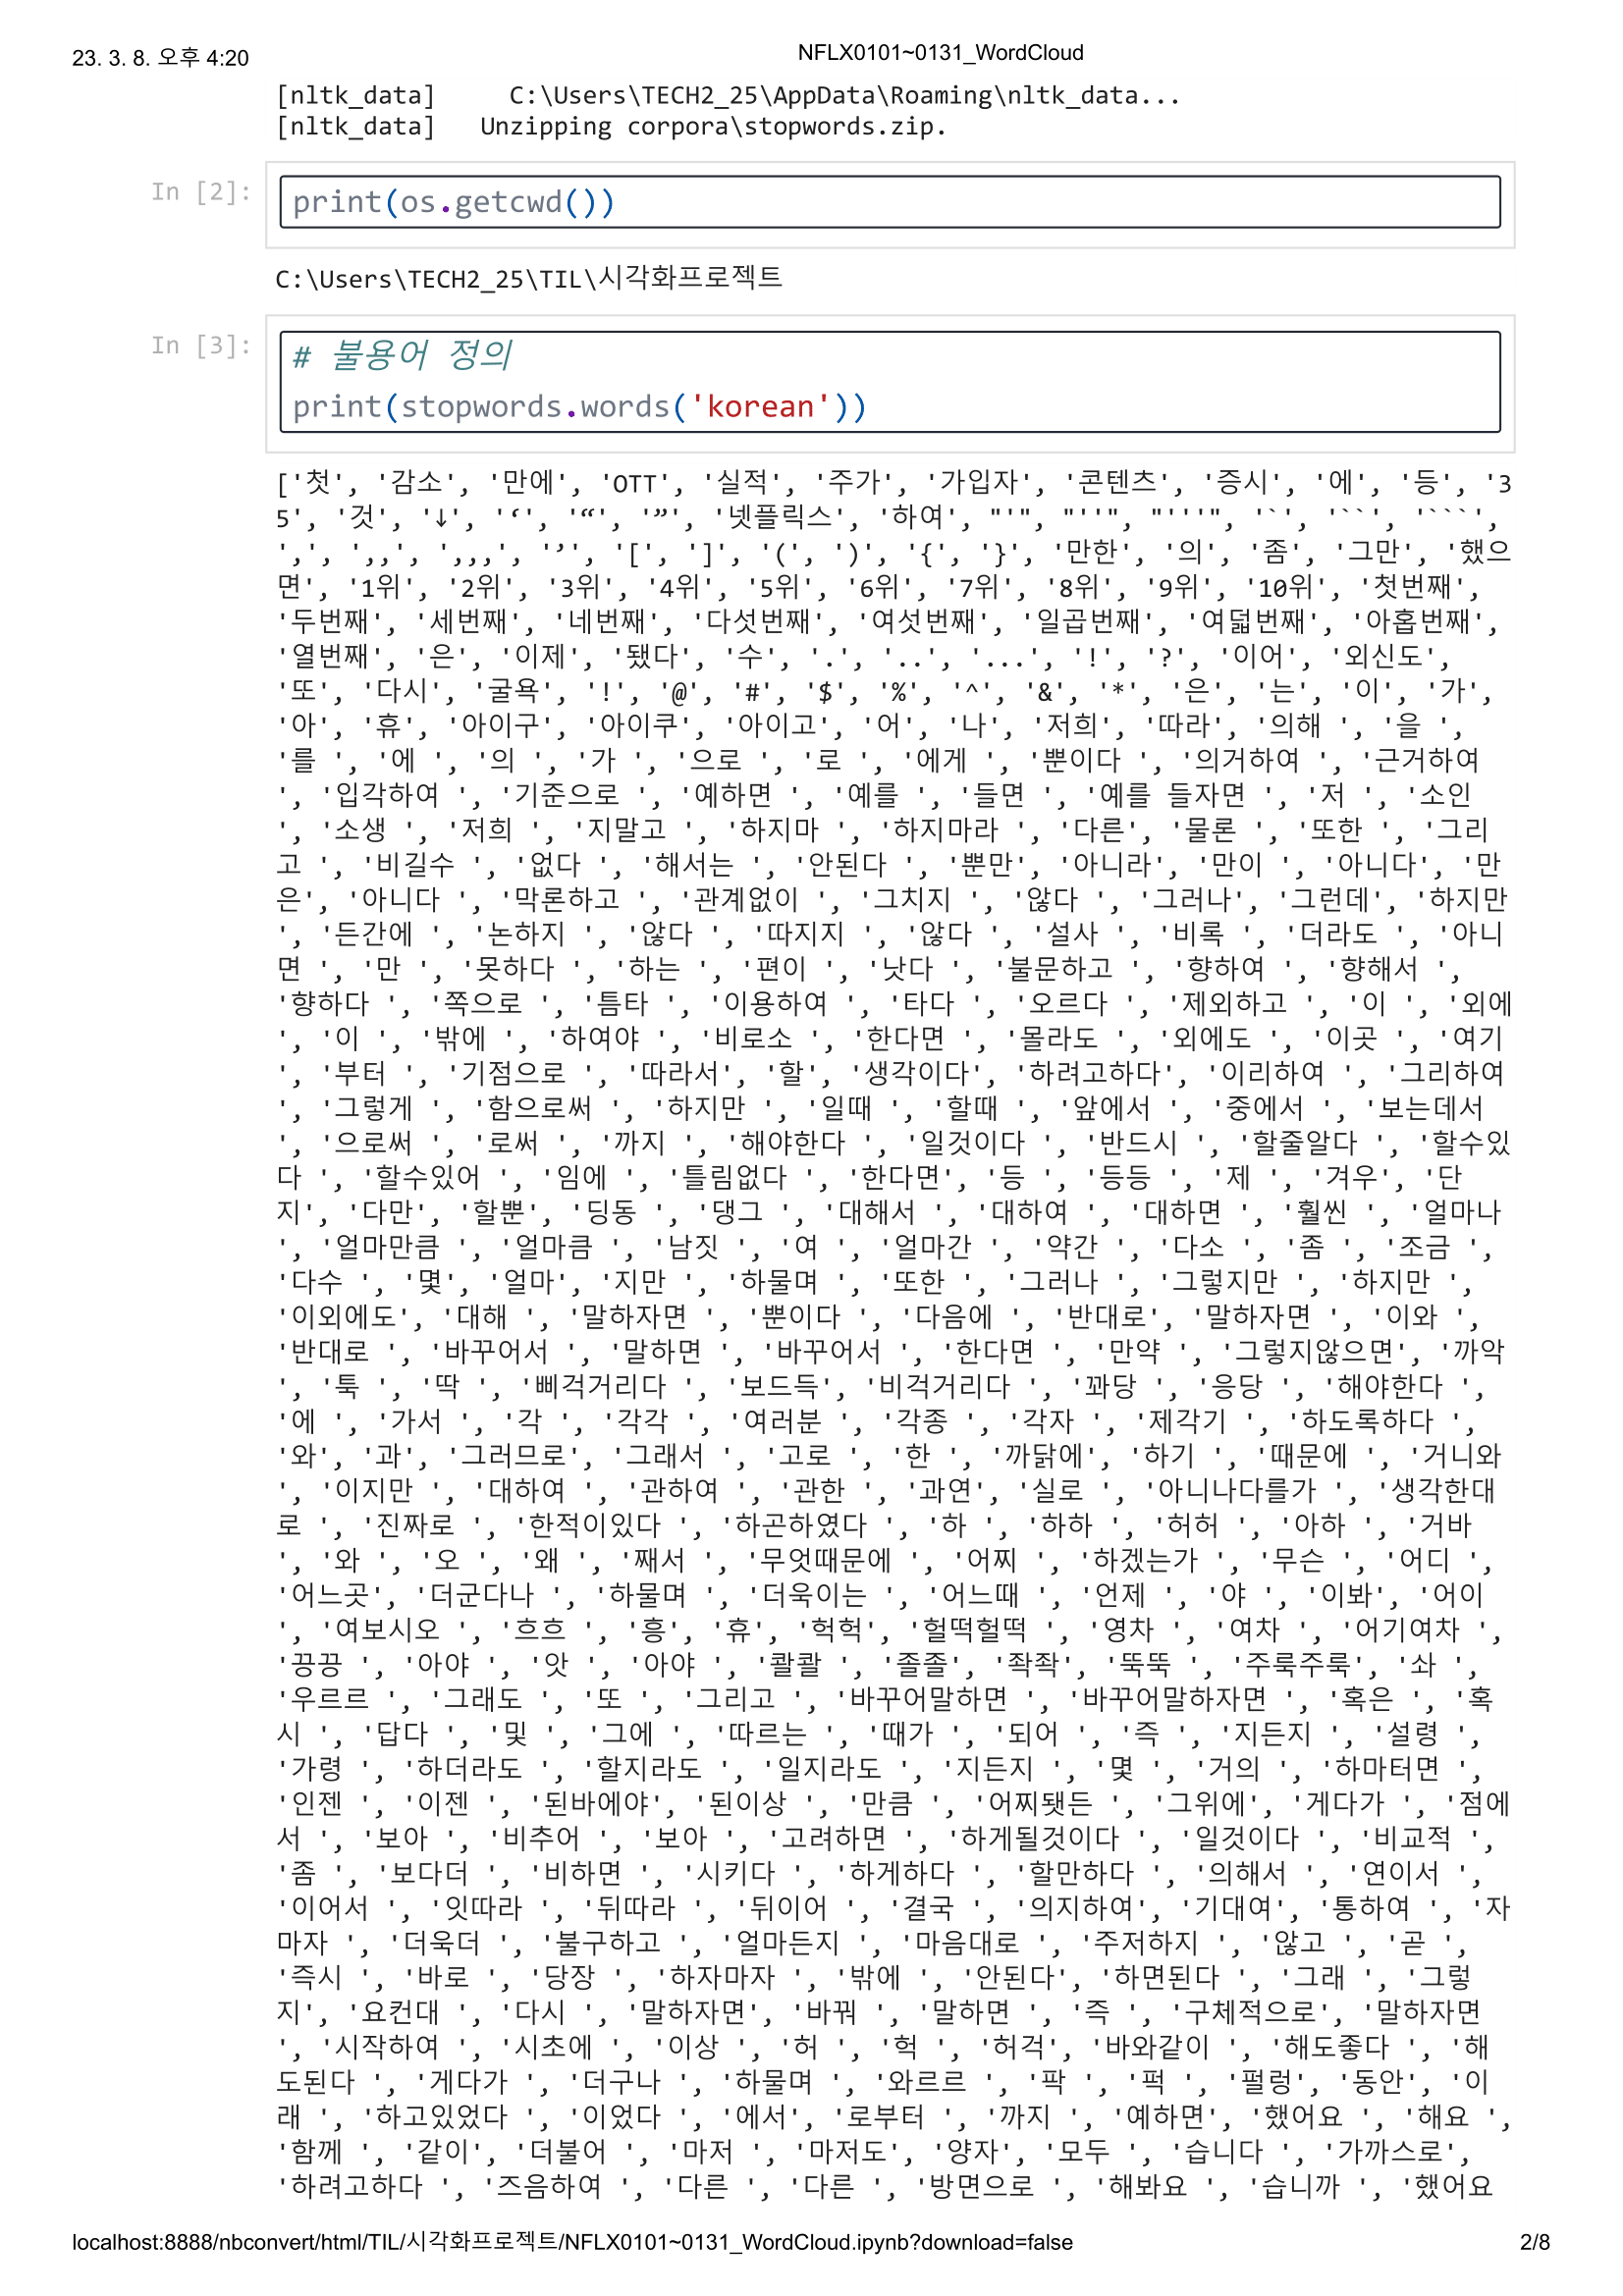 23. 3. 8. 오후 4:20
NFLX0101~0131_WordCloud
[nltk_data]     C:\Users\TECH2_25\AppData\Roaming\nltk_data...
[nltk_data]   Unzipping corpora\stopwords.zip.
In [2]:
print(os.getcwd())
C:\Users\TECH2_25\TIL\시각화프로젝트
In [3]:
# 불용어 정의
print(stopwords.words('korean'))
['첫', '감소', '만에', 'OTT', '실적', '주가', '가입자', '콘텐츠', '증시', '에', '등', '3
5', '것', '↓', '‘', '“', '”', '넷플릭스', '하여', "'", "''", "'''", '`', '``', '```',
',', ',,', ',,,', '’', '[', ']', '(', ')', '{', '}', '만한', '의', '좀', '그만', '했으
면', '1위', '2위', '3위', '4위', '5위', '6위', '7위', '8위', '9위', '10위', '첫번째',
'두번째', '세번째', '네번째', '다섯번째', '여섯번째', '일곱번째', '여덟번째', '아홉번째',
'열번째', '은', '이제', '됐다', '수', '.', '..', '...', '!', '?', '이어', '외신도',
'또', '다시', '굴욕', '!', '@', '#', '$', '%', '^', '&', '*', '은', '는', '이', '가',
'아', '휴', '아이구', '아이쿠', '아이고', '어', '나', '저희', '따라', '의해 ', '을 ',
'를 ', '에 ', '의 ', '가 ', '으로 ', '로 ', '에게 ', '뿐이다 ', '의거하여 ', '근거하여
', '입각하여 ', '기준으로 ', '예하면 ', '예를 ', '들면 ', '예를 들자면 ', '저 ', '소인
', '소생 ', '저희 ', '지말고 ', '하지마 ', '하지마라 ', '다른', '물론 ', '또한 ', '그리
고 ', '비길수 ', '없다 ', '해서는 ', '안된다 ', '뿐만', '아니라', '만이 ', '아니다', '만
은', '아니다 ', '막론하고 ', '관계없이 ', '그치지 ', '않다 ', '그러나', '그런데', '하지만
', '든간에 ', '논하지 ', '않다 ', '따지지 ', '않다 ', '설사 ', '비록 ', '더라도 ', '아니
면 ', '만 ', '못하다 ', '하는 ', '편이 ', '낫다 ', '불문하고 ', '향하여 ', '향해서 ',
'향하다 ', '쪽으로 ', '틈타 ', '이용하여 ', '타다 ', '오르다 ', '제외하고 ', '이 ', '외에
', '이 ', '밖에 ', '하여야 ', '비로소 ', '한다면 ', '몰라도 ', '외에도 ', '이곳 ', '여기
', '부터 ', '기점으로 ', '따라서', '할', '생각이다', '하려고하다', '이리하여 ', '그리하여
', '그렇게 ', '함으로써 ', '하지만 ', '일때 ', '할때 ', '앞에서 ', '중에서 ', '보는데서
', '으로써 ', '로써 ', '까지 ', '해야한다 ', '일것이다 ', '반드시 ', '할줄알다 ', '할수있
다 ', '할수있어 ', '임에 ', '틀림없다 ', '한다면', '등 ', '등등 ', '제 ', '겨우', '단
지', '다만', '할뿐', '딩동 ', '댕그 ', '대해서 ', '대하여 ', '대하면 ', '훨씬 ', '얼마나
', '얼마만큼 ', '얼마큼 ', '남짓 ', '여 ', '얼마간 ', '약간 ', '다소 ', '좀 ', '조금 ',
'다수 ', '몇', '얼마', '지만 ', '하물며 ', '또한 ', '그러나 ', '그렇지만 ', '하지만 ',
'이외에도', '대해 ', '말하자면 ', '뿐이다 ', '다음에 ', '반대로', '말하자면 ', '이와 ',
'반대로 ', '바꾸어서 ', '말하면 ', '바꾸어서 ', '한다면 ', '만약 ', '그렇지않으면', '까악
', '툭 ', '딱 ', '삐걱거리다 ', '보드득', '비걱거리다 ', '꽈당 ', '응당 ', '해야한다 ',
'에 ', '가서 ', '각 ', '각각 ', '여러분 ', '각종 ', '각자 ', '제각기 ', '하도록하다 ',
'와', '과', '그러므로', '그래서 ', '고로 ', '한 ', '까닭에', '하기 ', '때문에 ', '거니와
', '이지만 ', '대하여 ', '관하여 ', '관한 ', '과연', '실로 ', '아니나다를가 ', '생각한대
로 ', '진짜로 ', '한적이있다 ', '하곤하였다 ', '하 ', '하하 ', '허허 ', '아하 ', '거바
', '와 ', '오 ', '왜 ', '째서 ', '무엇때문에 ', '어찌 ', '하겠는가 ', '무슨 ', '어디 ',
'어느곳', '더군다나 ', '하물며 ', '더욱이는 ', '어느때 ', '언제 ', '야 ', '이봐', '어이
', '여보시오 ', '흐흐 ', '흥', '휴', '헉헉', '헐떡헐떡 ', '영차 ', '여차 ', '어기여차 ',
'끙끙 ', '아야 ', '앗 ', '아야 ', '콸콸 ', '졸졸', '좍좍', '뚝뚝 ', '주룩주룩', '솨 ',
'우르르 ', '그래도 ', '또 ', '그리고 ', '바꾸어말하면 ', '바꾸어말하자면 ', '혹은 ', '혹
시 ', '답다 ', '및 ', '그에 ', '따르는 ', '때가 ', '되어 ', '즉 ', '지든지 ', '설령 ',
'가령 ', '하더라도 ', '할지라도 ', '일지라도 ', '지든지 ', '몇 ', '거의 ', '하마터면 ',
'인젠 ', '이젠 ', '된바에야', '된이상 ', '만큼 ', '어찌됏든 ', '그위에', '게다가 ', '점에
서 ', '보아 ', '비추어 ', '보아 ', '고려하면 ', '하게될것이다 ', '일것이다 ', '비교적 ',
'좀 ', '보다더 ', '비하면 ', '시키다 ', '하게하다 ', '할만하다 ', '의해서 ', '연이서 ',
'이어서 ', '잇따라 ', '뒤따라 ', '뒤이어 ', '결국 ', '의지하여', '기대여', '통하여 ', '자
마자 ', '더욱더 ', '불구하고 ', '얼마든지 ', '마음대로 ', '주저하지 ', '않고 ', '곧 ',
'즉시 ', '바로 ', '당장 ', '하자마자 ', '밖에 ', '안된다', '하면된다 ', '그래 ', '그렇
지', '요컨대 ', '다시 ', '말하자면', '바꿔 ', '말하면 ', '즉 ', '구체적으로', '말하자면
', '시작하여 ', '시초에 ', '이상 ', '허 ', '헉 ', '허걱', '바와같이 ', '해도좋다 ', '해
도된다 ', '게다가 ', '더구나 ', '하물며 ', '와르르 ', '팍 ', '퍽 ', '펄렁', '동안', '이
래 ', '하고있었다 ', '이었다 ', '에서', '로부터 ', '까지 ', '예하면', '했어요 ', '해요 ',
'함께 ', '같이', '더불어 ', '마저 ', '마저도', '양자', '모두 ', '습니다 ', '가까스로',
'하려고하다 ', '즈음하여 ', '다른 ', '다른 ', '방면으로 ', '해봐요 ', '습니까 ', '했어요
localhost:8888/nbconvert/html/TIL/시각화프로젝트/NFLX0101~0131_WordCloud.ipynb?download=false
2/8